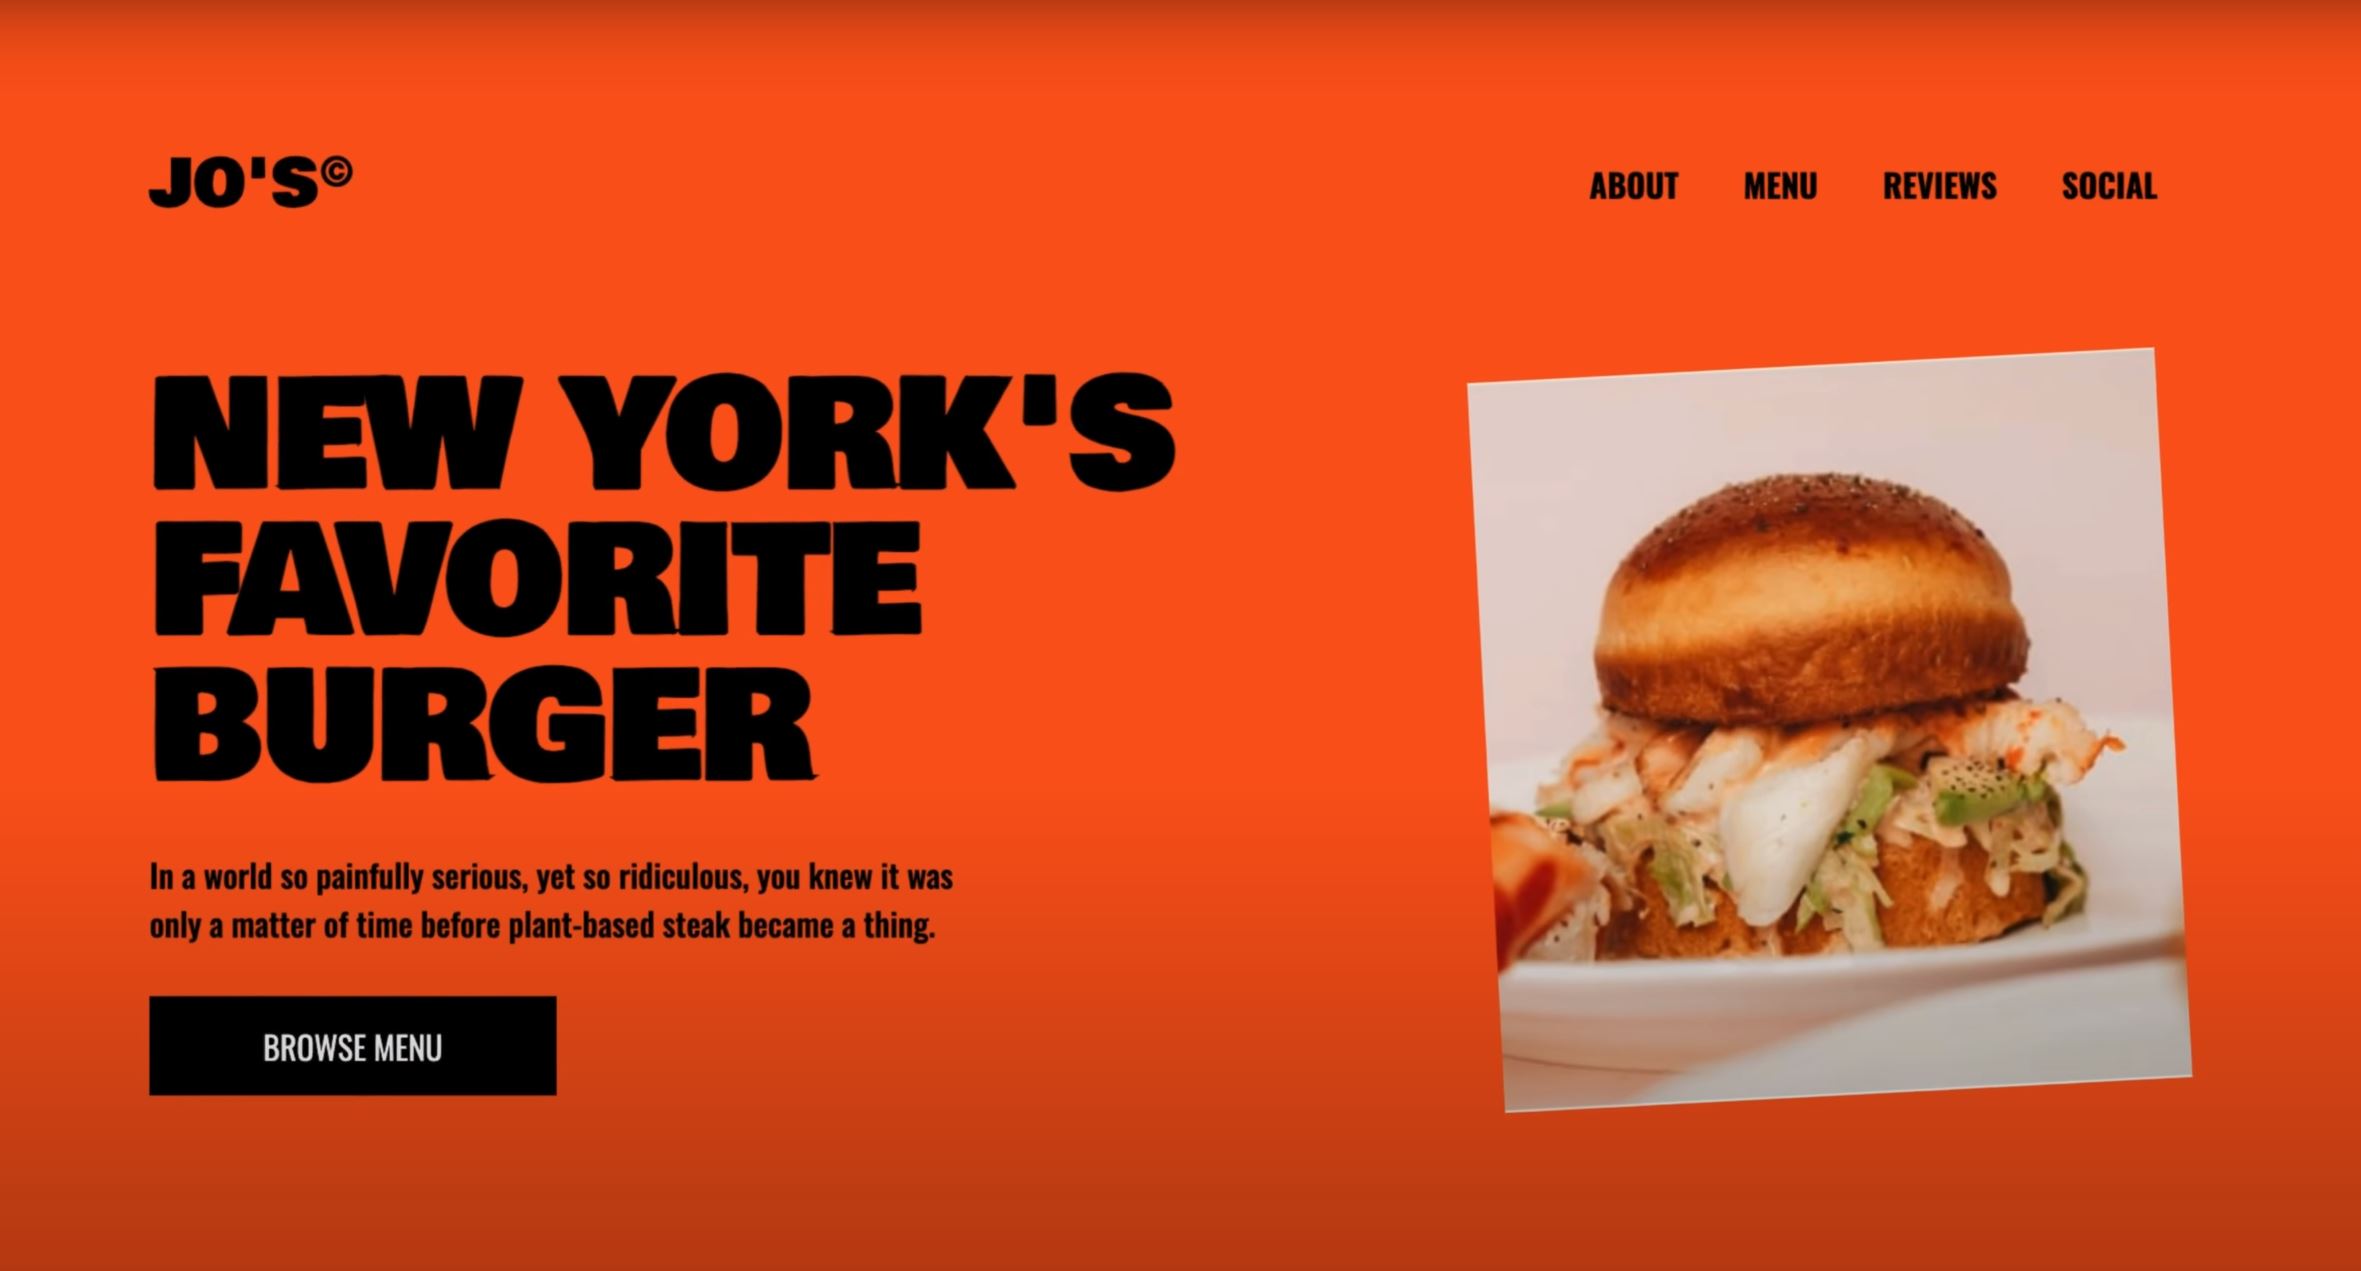 JO'S©
ABOUT MENU REVIEWS SOCIAL
NEW YORK'S
FAVORITE
BURGER
In a world so painfully serious, yet so ridiculous, you knew it was
only a matter of time before plant-based steak became a thing.
BROWSE MENU